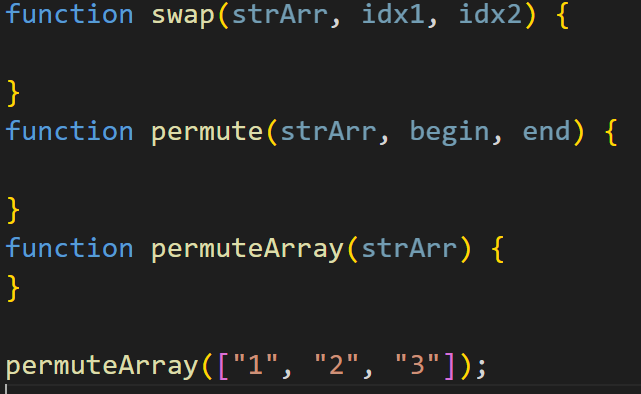 function swap(strArr, idx1, idx2) {
}
function permute(strArr, begin, end) {
}
function permuteArray(strArr) {
}
permuteArray(["1", "2", "3"]);